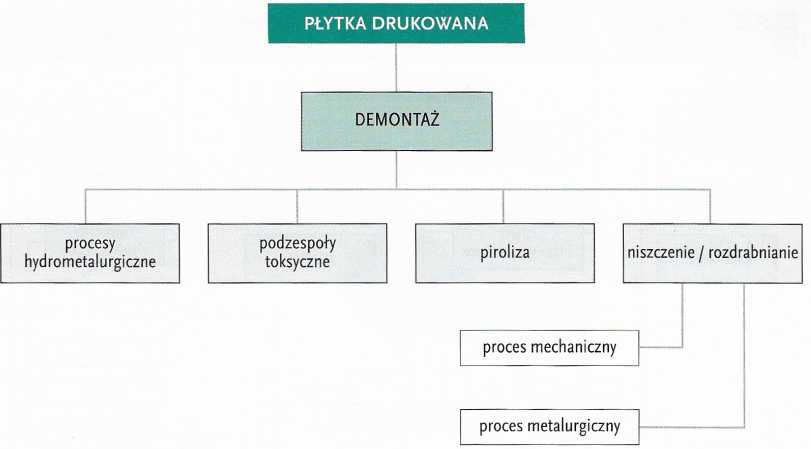 PŁYTKA DRUKOWANA
DEMONTAŻ
procesy
hydrometalurgiczne
podzespoły
toksyczne
piroliza
niszczenie / rozdrabnianie
proces mechaniczny
proces metalurgiczny